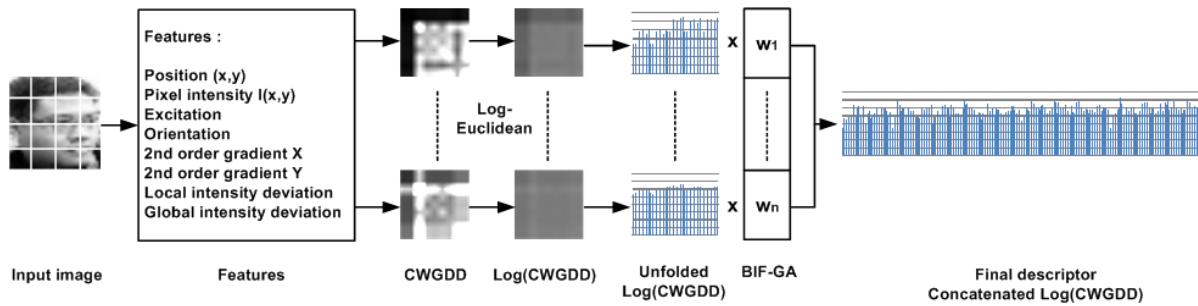 Features :
Position (x,y)
Pixel intensity I(x,y)
Excitation
Orientation
2nd order gradient X
2nd order gradient Y
Local intensity deviation
Global intensity deviation
Log-
Euclidean
x
w1
x
wn
Input image
Features
CWGDD
Log(CWGDD)
Unfolded
Log(CWGDD)
BIF-GA
Final descriptor
Concatenated Log(CWGDD)